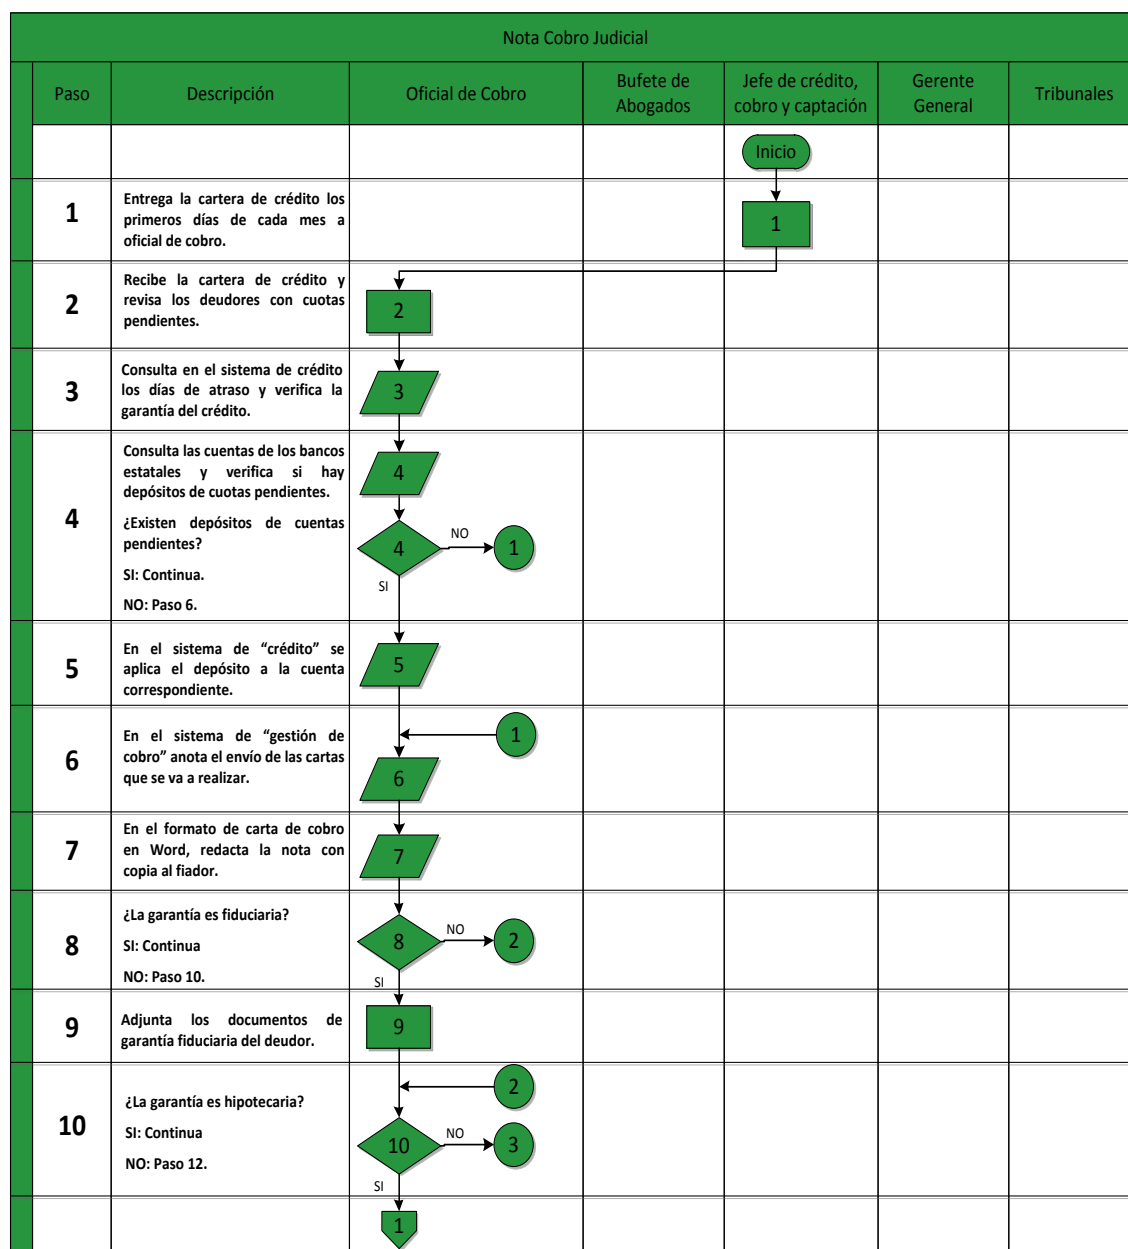 Nota Cobro Judicial
Paso
Descripción
Oficial de Cobro
Bufete de
Abogados
Jefe de crédito,
cobro y captación
Gerente
General
Tribunales
Inicio
1
Entrega la cartera de crédito los
primeros días de cada mes a
oficial de cobro.
1
2
Recibe la cartera de crédito y
revisa los deudores con cuotas
pendientes.
2
3
Consulta en el sistema de crédito
los días de atraso y verifica la
garantía del crédito.
3
4
Consulta las cuentas de los bancos
estatales y verifica si hay
depósitos de cuotas pendientes.
¿Existen depósitos de cuentas
pendientes?
SI: Continua.
NO: Paso 6.
4
4
NO
1
SI
5
En el sistema de “crédito” se
aplica el depósito a la cuenta
correspondiente.
5
6
En el sistema de “gestión de
cobro” anota el envío de las cartas
que se va a realizar.
1
6
7
En el formato de carta de cobro
en Word, redacta la nota con
copia al fiador.
7
8
¿La garantía es fiduciaria?
SI: Continua
NO: Paso 10.
8
NO
2
SI
9
Adjunta los documentos de
garantía fiduciaria del deudor.
9
10
¿La garantía es hipotecaria?
SI: Continua
NO: Paso 12.
2
10
NO
3
SI
1